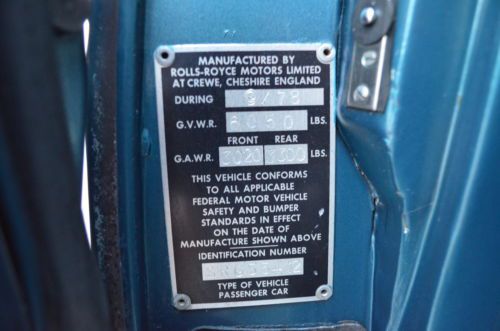 MANUFACTURED BY
ROLLS-ROYCE MOTORS LIMITED
AT CREWE, CHESHIRE ENGLAND
DURING 9/78
G.V.W.R. LBS.
FRONT REAR
G.A.W.R. 3020 LBS.
THIS VEHICLE CONFORMS
TO ALL APPLICABLE
FEDERAL MOTOR VEHICLE
SAFETY AND BUMPER
STANDARDS IN EFFECT
ON THE DATE OF
MANUFACTURE SHOWN ABOVE
IDENTIFICATION NUMBER
TYPE OF VEHICLE
PASSENGER CAR